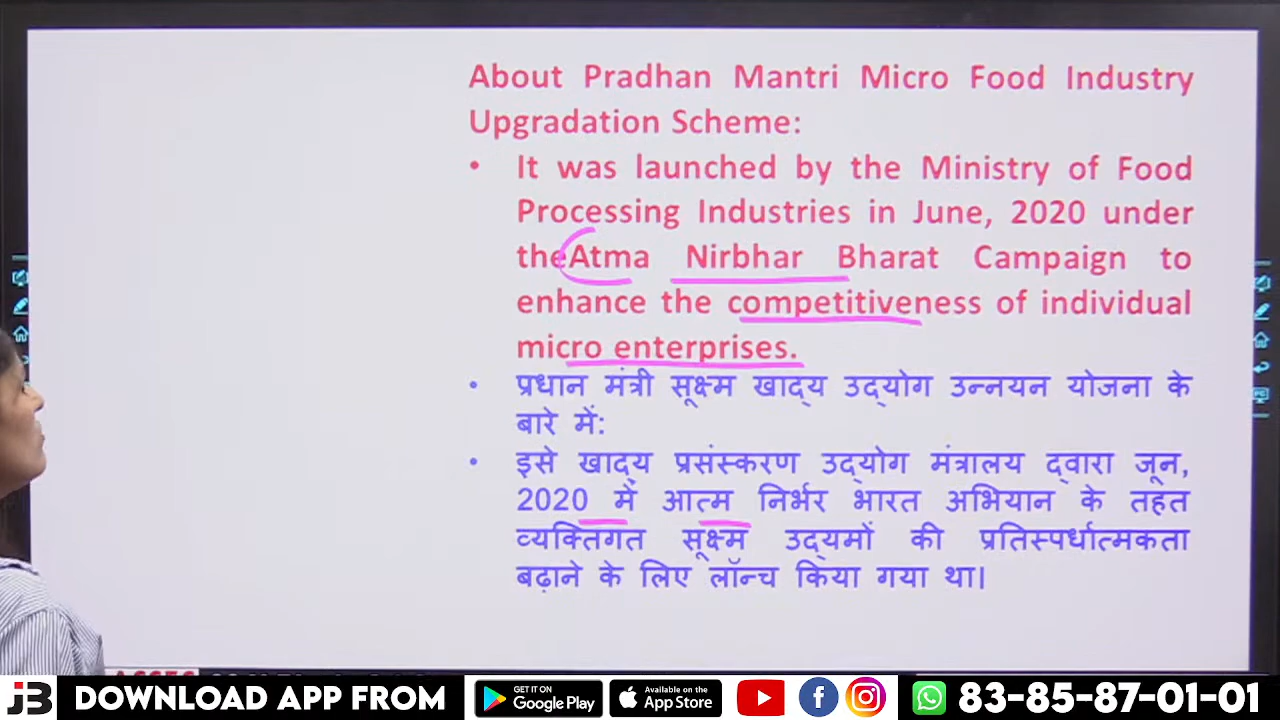 About Pradhan Mantri Micro Food Industry
Upgradation Scheme:
• It was launched by the Ministry of Food
Processing Industries in June, 2020 under
the Atma Nirbhar Bharat Campaign to
enhance the competitiveness of individual
micro enterprises.
• प्रधान मंत्री सूक्ष्म खाद्य उद्योग उन्नयन योजना के
बारे में:
• इसे खाद्य प्रसंस्करण उद्योग मंत्रालय द्वारा जून,
2020 में आत्म निर्भर भारत अभियान के तहत
व्यक्तिगत सूक्ष्म उद्यमों की प्रतिस्पर्धात्मकता
बढ़ाने के लिए लॉन्च किया गया था।
JB DOWNLOAD APP FROM GET IT ON Google Play Available on the App Store 83-85-87-01-01